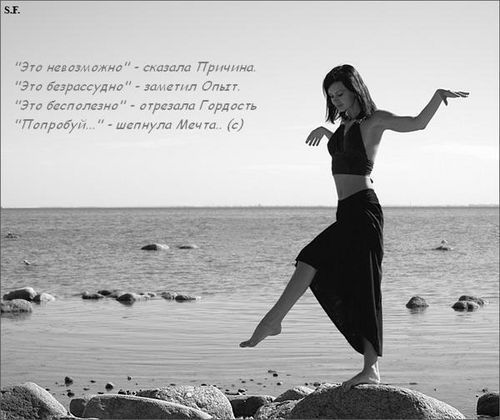 S.F.
"Это невозможно" - сказала Причина.
"Это безрассудно" - заметил Опыт.
"Это бесполезно" - отрезала Гордость
"Попробуй..." - шепнула Мечта.. (с)